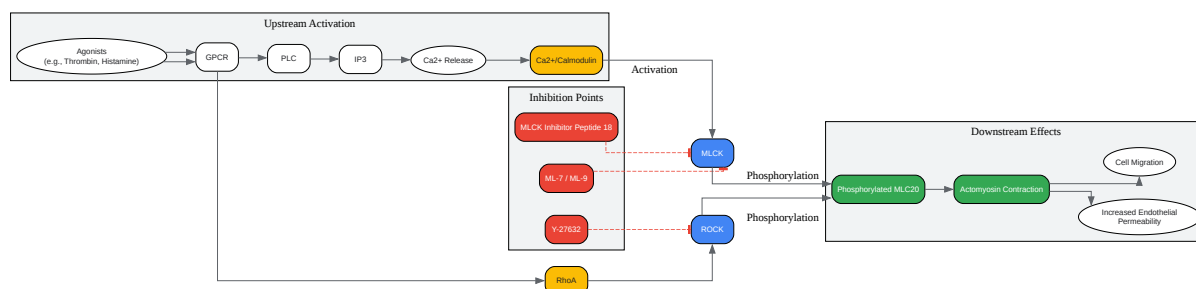 Upstream Activation
Agonists
(e.g., Thrombin, Histamine)
GPCR
PLC
IP3
Ca2+ Release
Ca2+/Calmodulin
Activation
Inhibition Points
MLCK Inhibitor Peptide 18
ML-7 / ML-9
Y-27632
MLCK
ROCK
RhoA
Phosphorylation
Phosphorylation
Downstream Effects
Phosphorylated MLC20
Actomyosin Contraction
Cell Migration
Increased Endothelial
Permeability